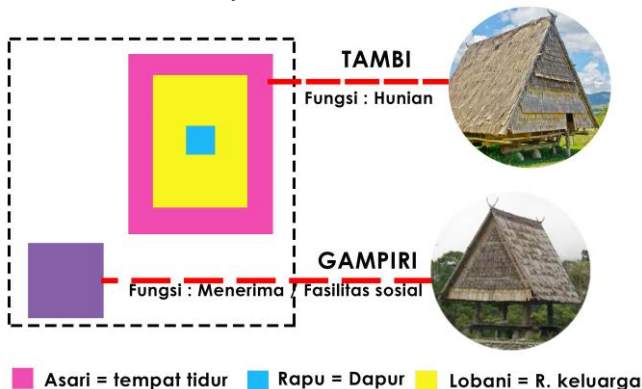 TAMBI
Fungsi : Hunian
GAMPIRI
Fungsi : Menerima / Fasilitas sosial
Asari = tempat tidur
Rapu = Dapur
Lobani = R. keluarga